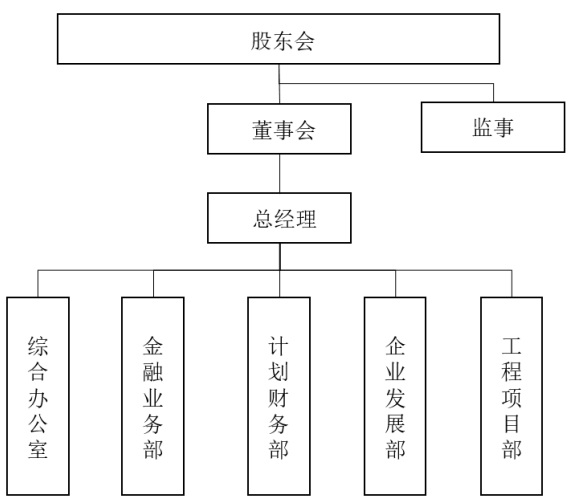 股东会
董事会
监事
总经理
综合办公室
金融业务部
计划财务部
企业发展部
工程项目部